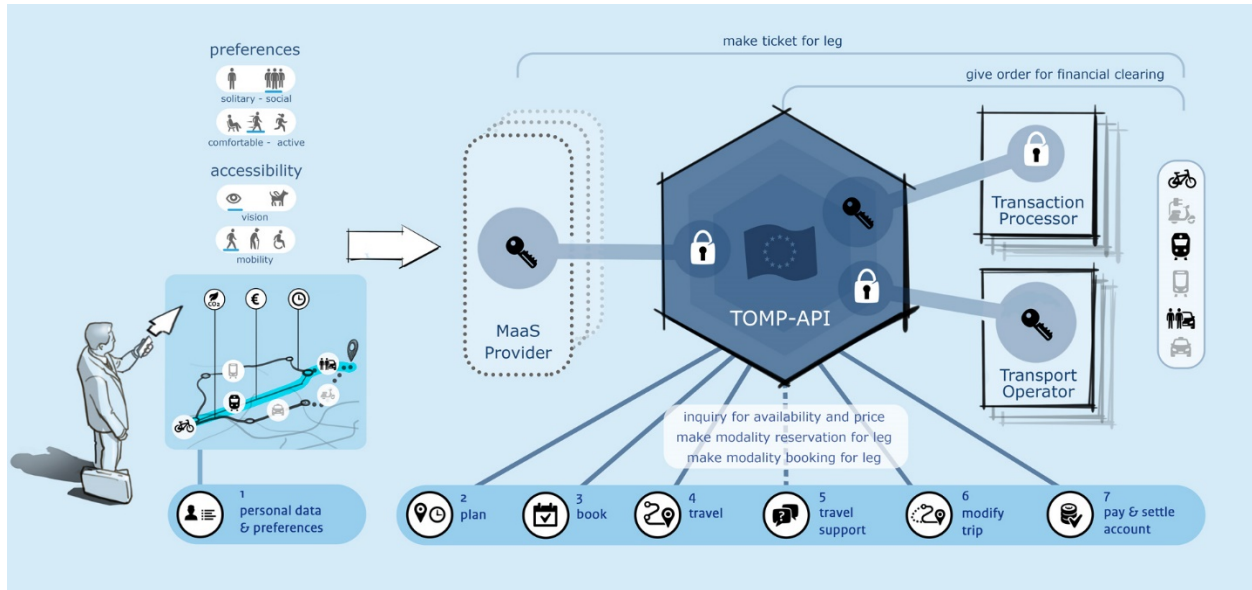 preferences
solitary - social
comfortable - active
accessibility
vision
mobility
CO₂
€
make ticket for leg
give order for financial clearing
MaaS
Provider
TOMP-API
Transaction
Processor
Transport
Operator
inquiry for availability and price
make modality reservation for leg
make modality booking for leg
1
personal data
& preferences
2
plan
3
book
4
travel
5
travel
support
6
modify
trip
7
pay & settle
account